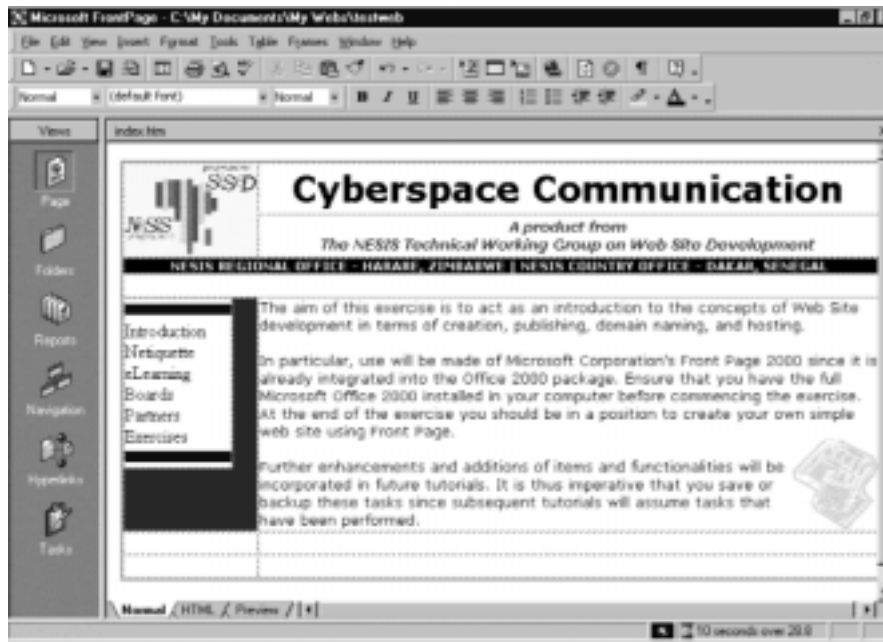 Microsoft FrontPage - C:\My Documents\My Webs\testweb
File Edit View Insert Format Tools Table Frames Window Help
Normal (default font) Normal B I U A
Views index.htm
Page
Folders
Reports
Navigation
Hyperlinks
Tasks
SSD
NESIS
Cyberspace Communication
A product from
The NESIS Technical Working Group on Web Site Development
NESIS REGIONAL OFFICE - HARARE, ZIMBABWE | NESIS COUNTRY OFFICE - DAKAR, SENEGAL
Introduction
Netiquette
eLearning
Boards
Partners
Exercises
The aim of this exercise is to act as an introduction to the concepts of Web Site
development in terms of creation, publishing, domain naming, and hosting.
In particular, use will be made of Microsoft Corporation's Front Page 2000 since it is
already integrated into the Office 2000 package. Ensure that you have the full
Microsoft Office 2000 installed in your computer before commencing the exercise.
At the end of the exercise you should be in a position to create your own simple
web site using Front Page.
Further enhancements and additions of items and functionalities will be
incorporated in future tutorials. It is thus imperative that you save or
backup these tasks since subsequent tutorials will assume tasks that
have been performed.
Normal HTML Preview
10 seconds over 28.8